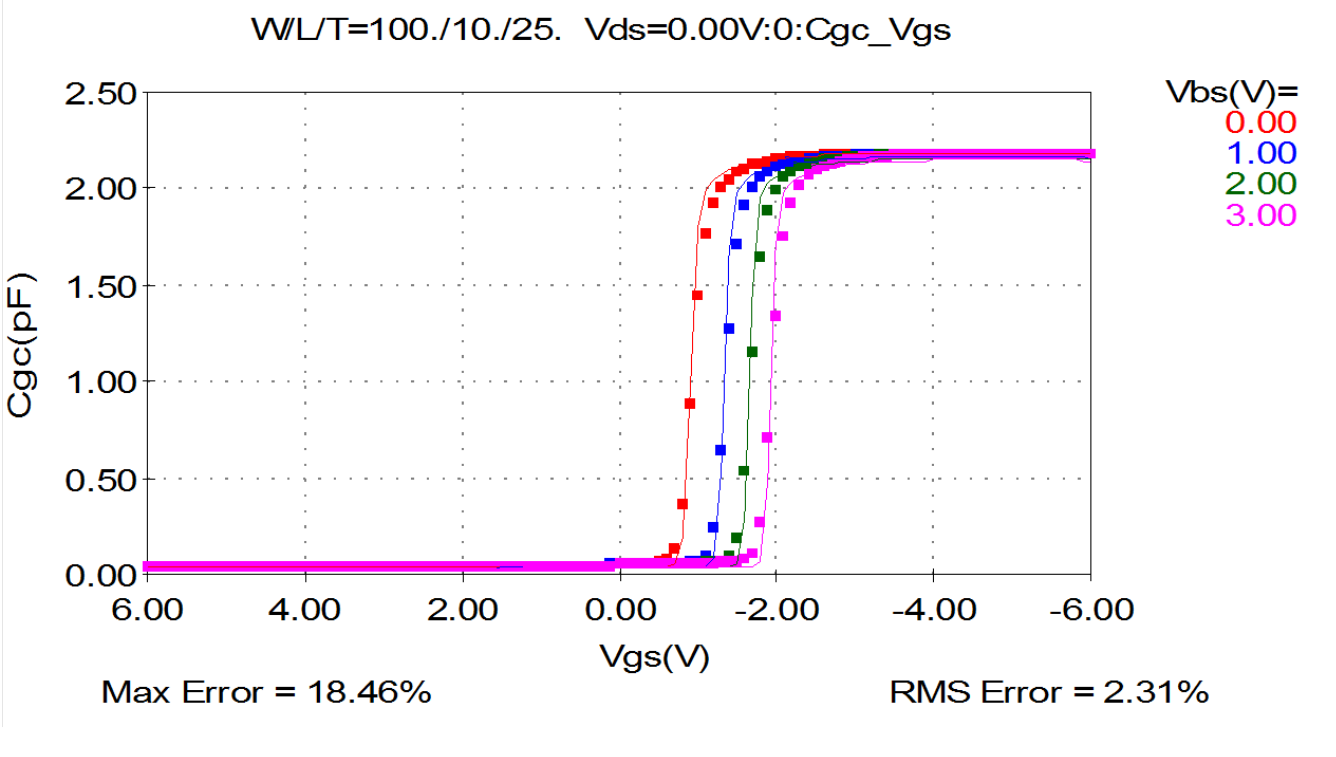 W/L/T=100./10./25. Vds=0.00V:0:Cgc_Vgs
Vbs(V)=
0.00
1.00
2.00
3.00
2.50
2.00
1.50
1.00
0.50
0.00
Cgc(pF)
6.00 4.00 2.00 0.00 -2.00 -4.00 -6.00
Vgs(V)
Max Error = 18.46% RMS Error = 2.31%